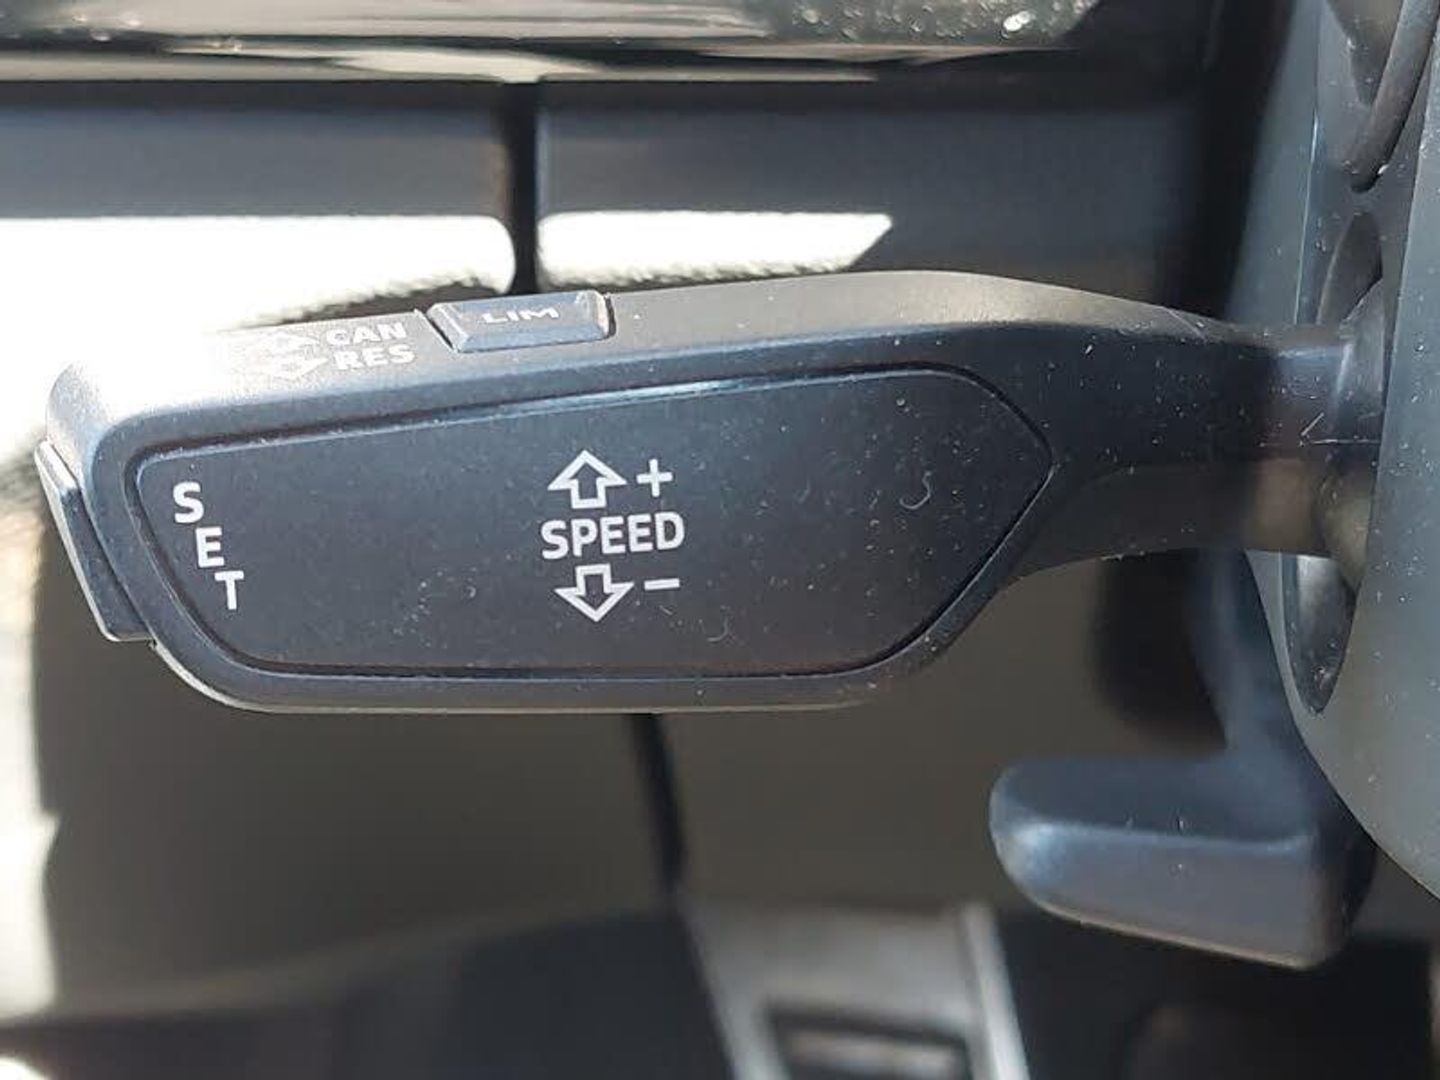 LIM
CAN
RES
SET
+
SPEED
−